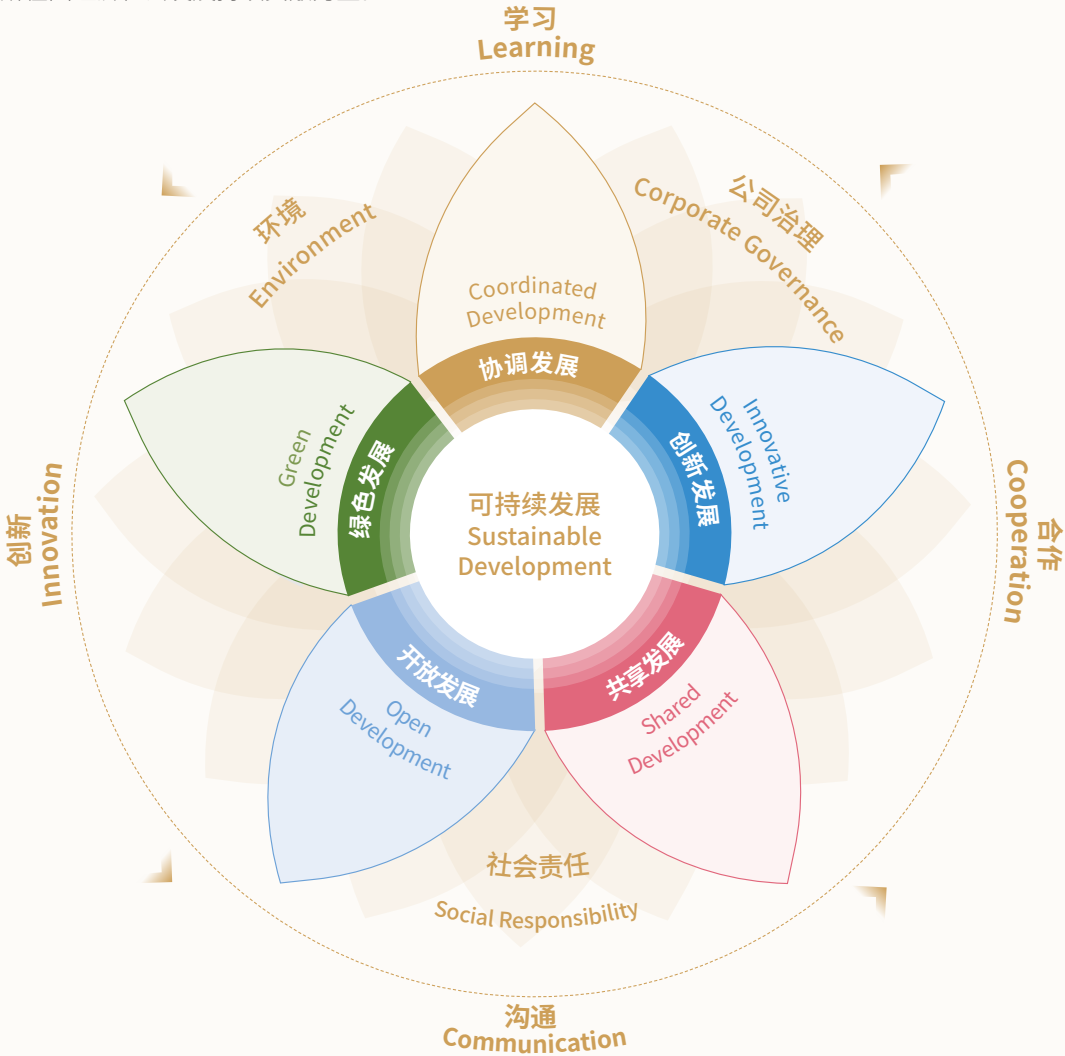 学习
Learning
环境
Environment
公司治理
Corporate Governance
Coordinated
Development
协调发展
Green
Development
绿色发展
创新发展
Innovative
Development
创新
Innovation
可持续发展
Sustainable
Development
合作
Cooperation
开放发展
Open
Development
共享发展
Shared
Development
社会责任
Social Responsibility
沟通
Communication